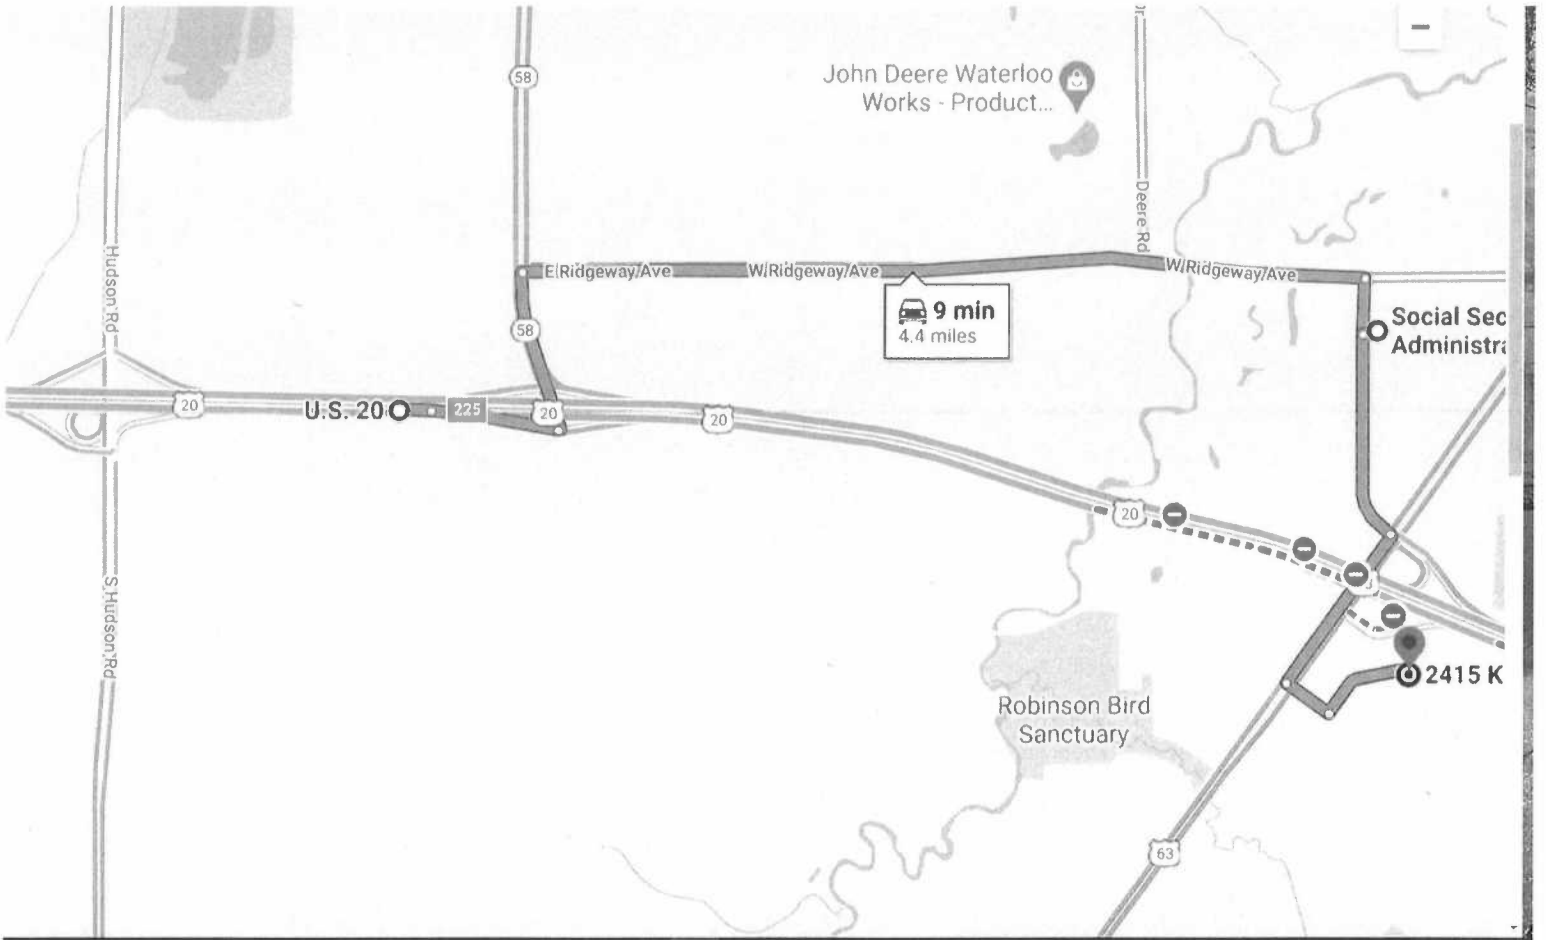 58
John Deere Waterloo
Works - Product...
Deere Rd
Hudson Rd
E Ridgeway Ave
W Ridgeway Ave
W Ridgeway Ave
9 min
4.4 miles
58
Social Sec
Administra
20
U.S. 20
225
20
20
20
S Hudson Rd
2415 K
Robinson Bird
Sanctuary
63